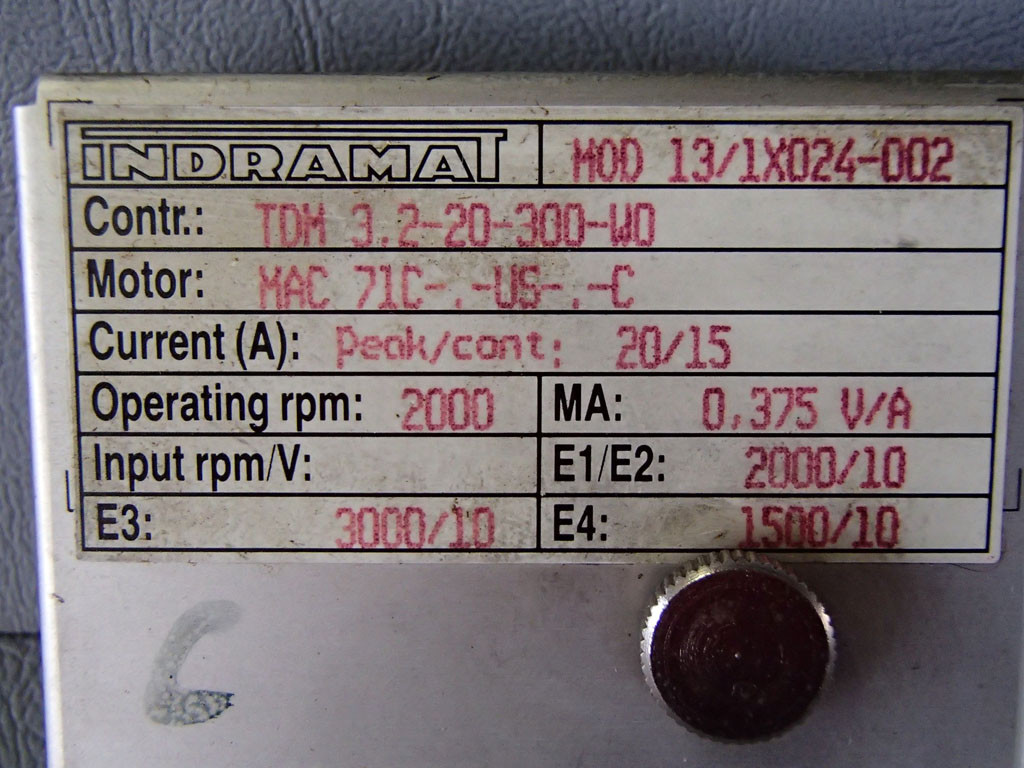 INDRAMAT MOD 13/1X024-002
Contr.: TDM 3.2-20-300-W0
Motor: MAC 71C-.-US-.-C
Current (A): Peak/cont: 20/15
Operating rpm: 2000 MA: 0,375 V/A
Input rpm/V: E1/E2: 2000/10
E3: 3000/10 E4: 1500/10